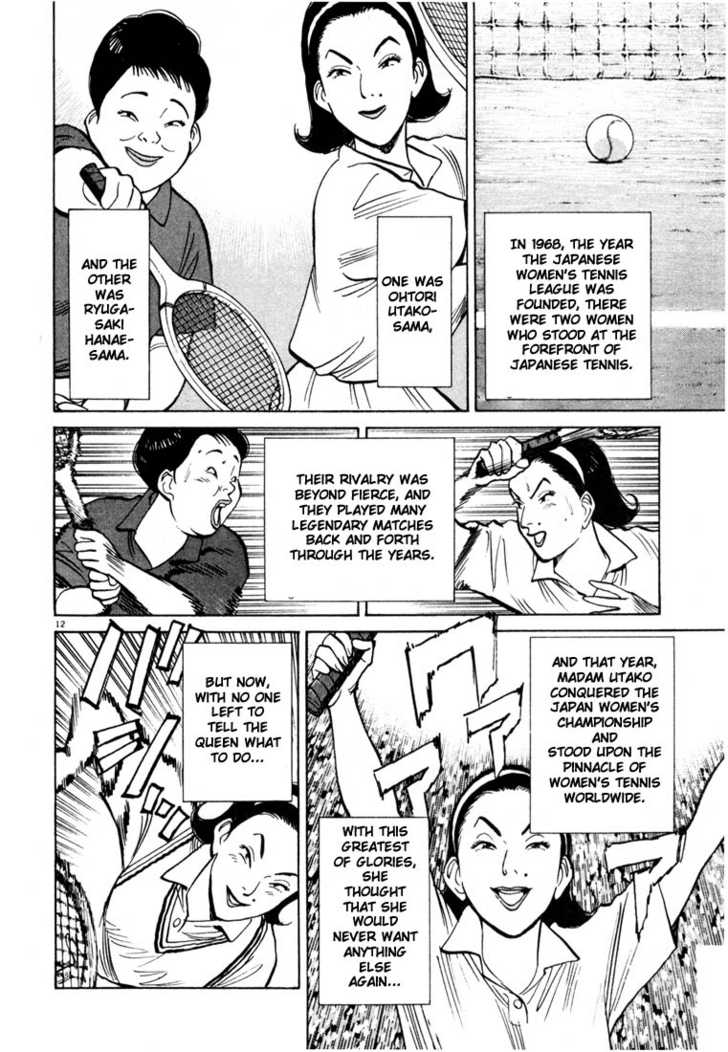 IN 1968, THE YEAR
THE JAPANESE
WOMEN'S TENNIS
LEAGUE WAS
FOUNDED, THERE
WERE TWO WOMEN
WHO STOOD AT THE
FOREFRONT OF
JAPANESE TENNIS.
ONE WAS
OHTORI
UTAKO-
SAMA,
AND THE
OTHER
WAS
RYUGA-
SAKI
HANAE-
SAMA.
THEIR RIVALRY WAS
BEYOND FIERCE, AND
THEY PLAYED MANY
LEGENDARY MATCHES
BACK AND FORTH
THROUGH THE YEARS.
12
AND THAT YEAR,
MADAM UTAKO
CONQUERED THE
JAPAN WOMEN'S
CHAMPIONSHIP
AND
STOOD UPON THE
PINNACLE OF
WOMEN'S TENNIS
WORLDWIDE.
ワアアー
WITH THIS
GREATEST
OF GLORIES,
SHE
THOUGHT
THAT SHE
WOULD
NEVER WANT
ANYTHING
ELSE
AGAIN...
BUT NOW,
WITH NO ONE
LEFT TO
TELL THE
QUEEN WHAT
TO DO...